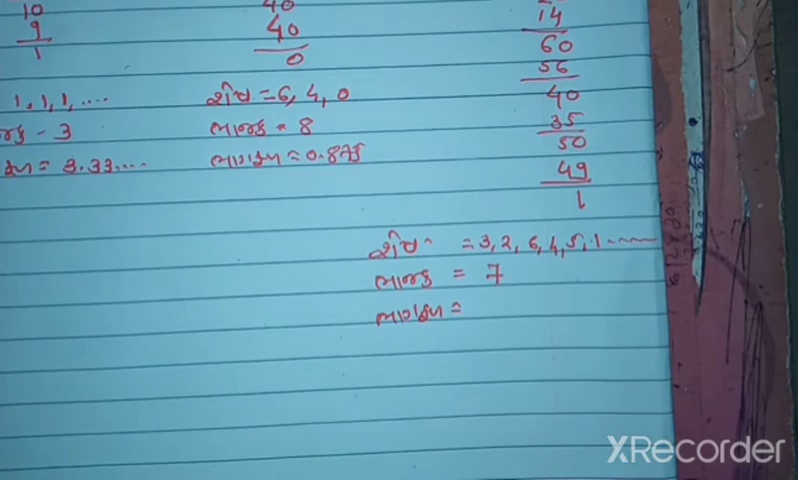 10
9
1
1, 1, 1, ....
- 3
= 3.33....
40
40
0
શેષ = 6, 4, 0
ભાજક = 8
ભાગફળ = 0.875
14
60
56
40
35
50
49
1
શેષ = 3, 2, 6, 4, 5, 1 ......
ભાજક = 7
ભાગફળ =
XRecorder